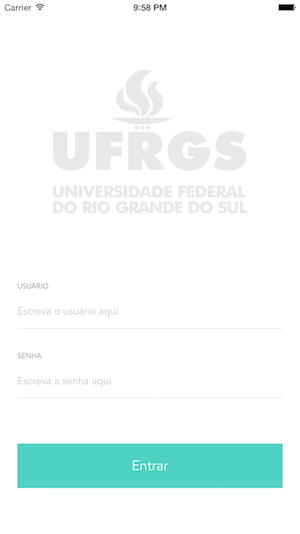 Carrier 9:58 PM
UFRGS
UNIVERSIDADE FEDERAL
DO RIO GRANDE DO SUL
USUÁRIO
Escreva o usuário aqui
SENHA
Escreva a senha aqui
Entrar